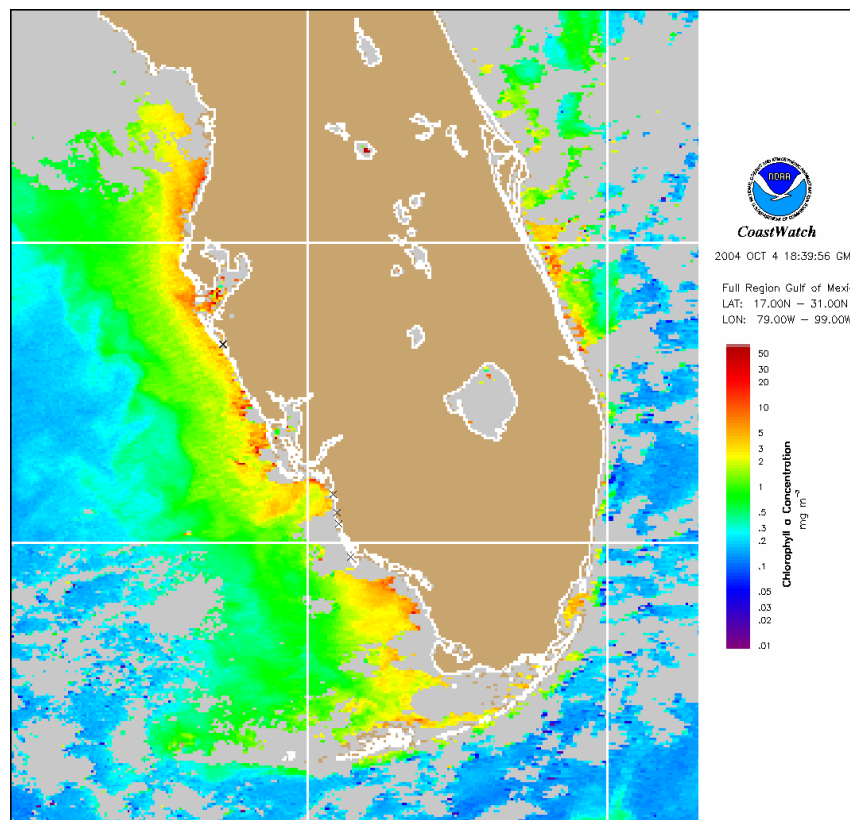 NOAA
CoastWatch
2004 OCT 4 18:39:56 GM
Full Region Gulf of Mexi
LAT: 17.00N – 31.00N
LON: 79.00W – 99.00W
50
30
20
10
5
3
2
1
.5
.3
.2
.1
.05
.03
.02
.01
Chlorophyll a Concentration
mg m⁻³